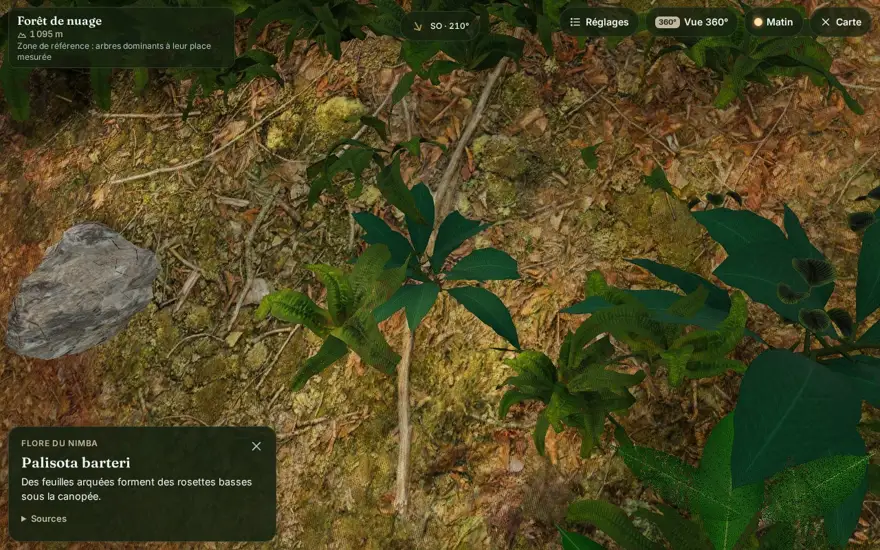 Forêt de nuage
1 095 m
Zone de référence : arbres dominants à leur place
mesurée
SO · 210°
Réglages
360° Vue 360°
Matin
Carte
FLORE DU NIMBA
Palisota barteri
Des feuilles arquées forment des rosettes basses
sous la canopée.
Sources